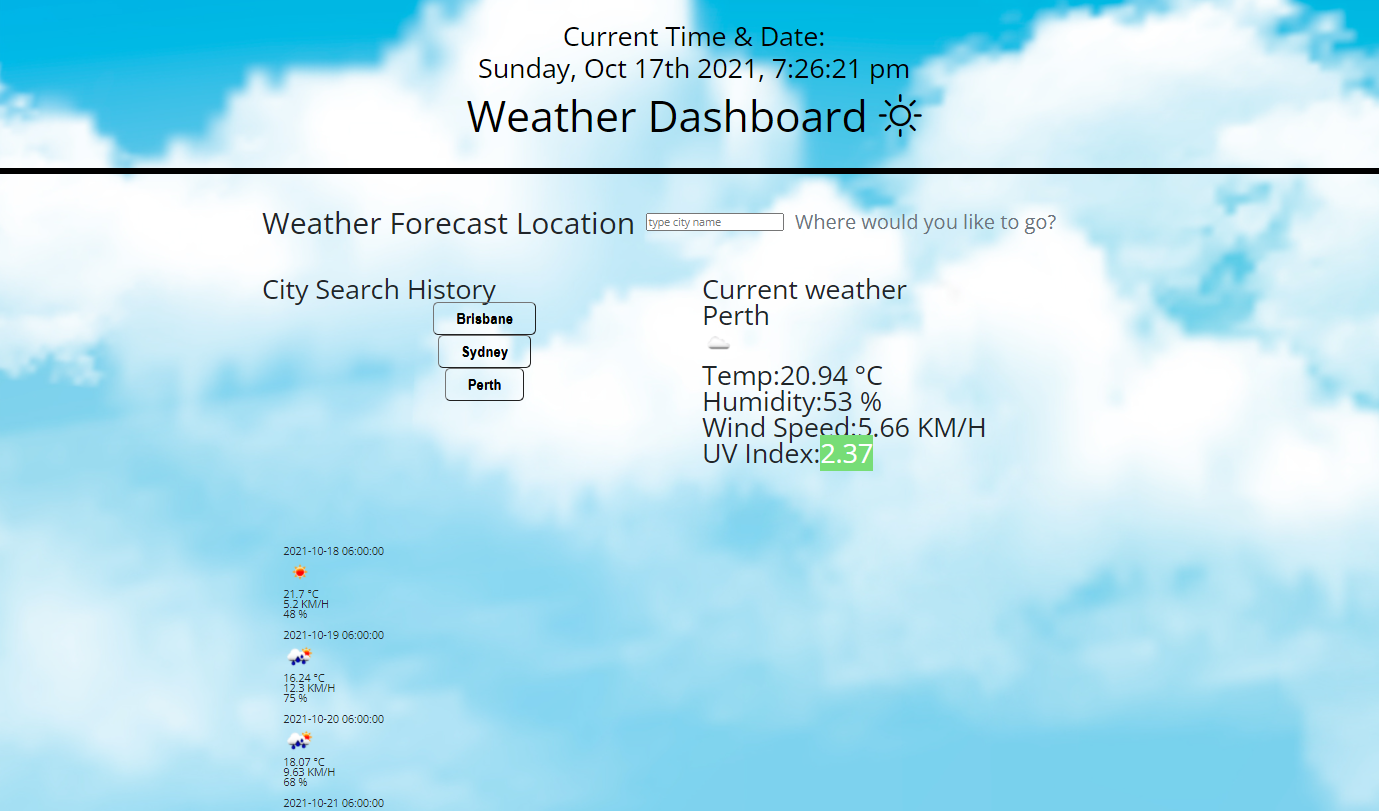 Current Time & Date:
Sunday, Oct 17th 2021, 7:26:21 pm
Weather Dashboard
Weather Forecast Location
type city name
Where would you like to go?
City Search History
Brisbane
Sydney
Perth
Current weather
Perth
Temp:20.94 °C
Humidity:53 %
Wind Speed:5.66 KM/H
UV Index:2.37
2021-10-18 06:00:00
21.7 °C
5.2 KM/H
48 %
2021-10-19 06:00:00
16.24 °C
12.3 KM/H
75 %
2021-10-20 06:00:00
18.07 °C
9.63 KM/H
68 %
2021-10-21 06:00:00